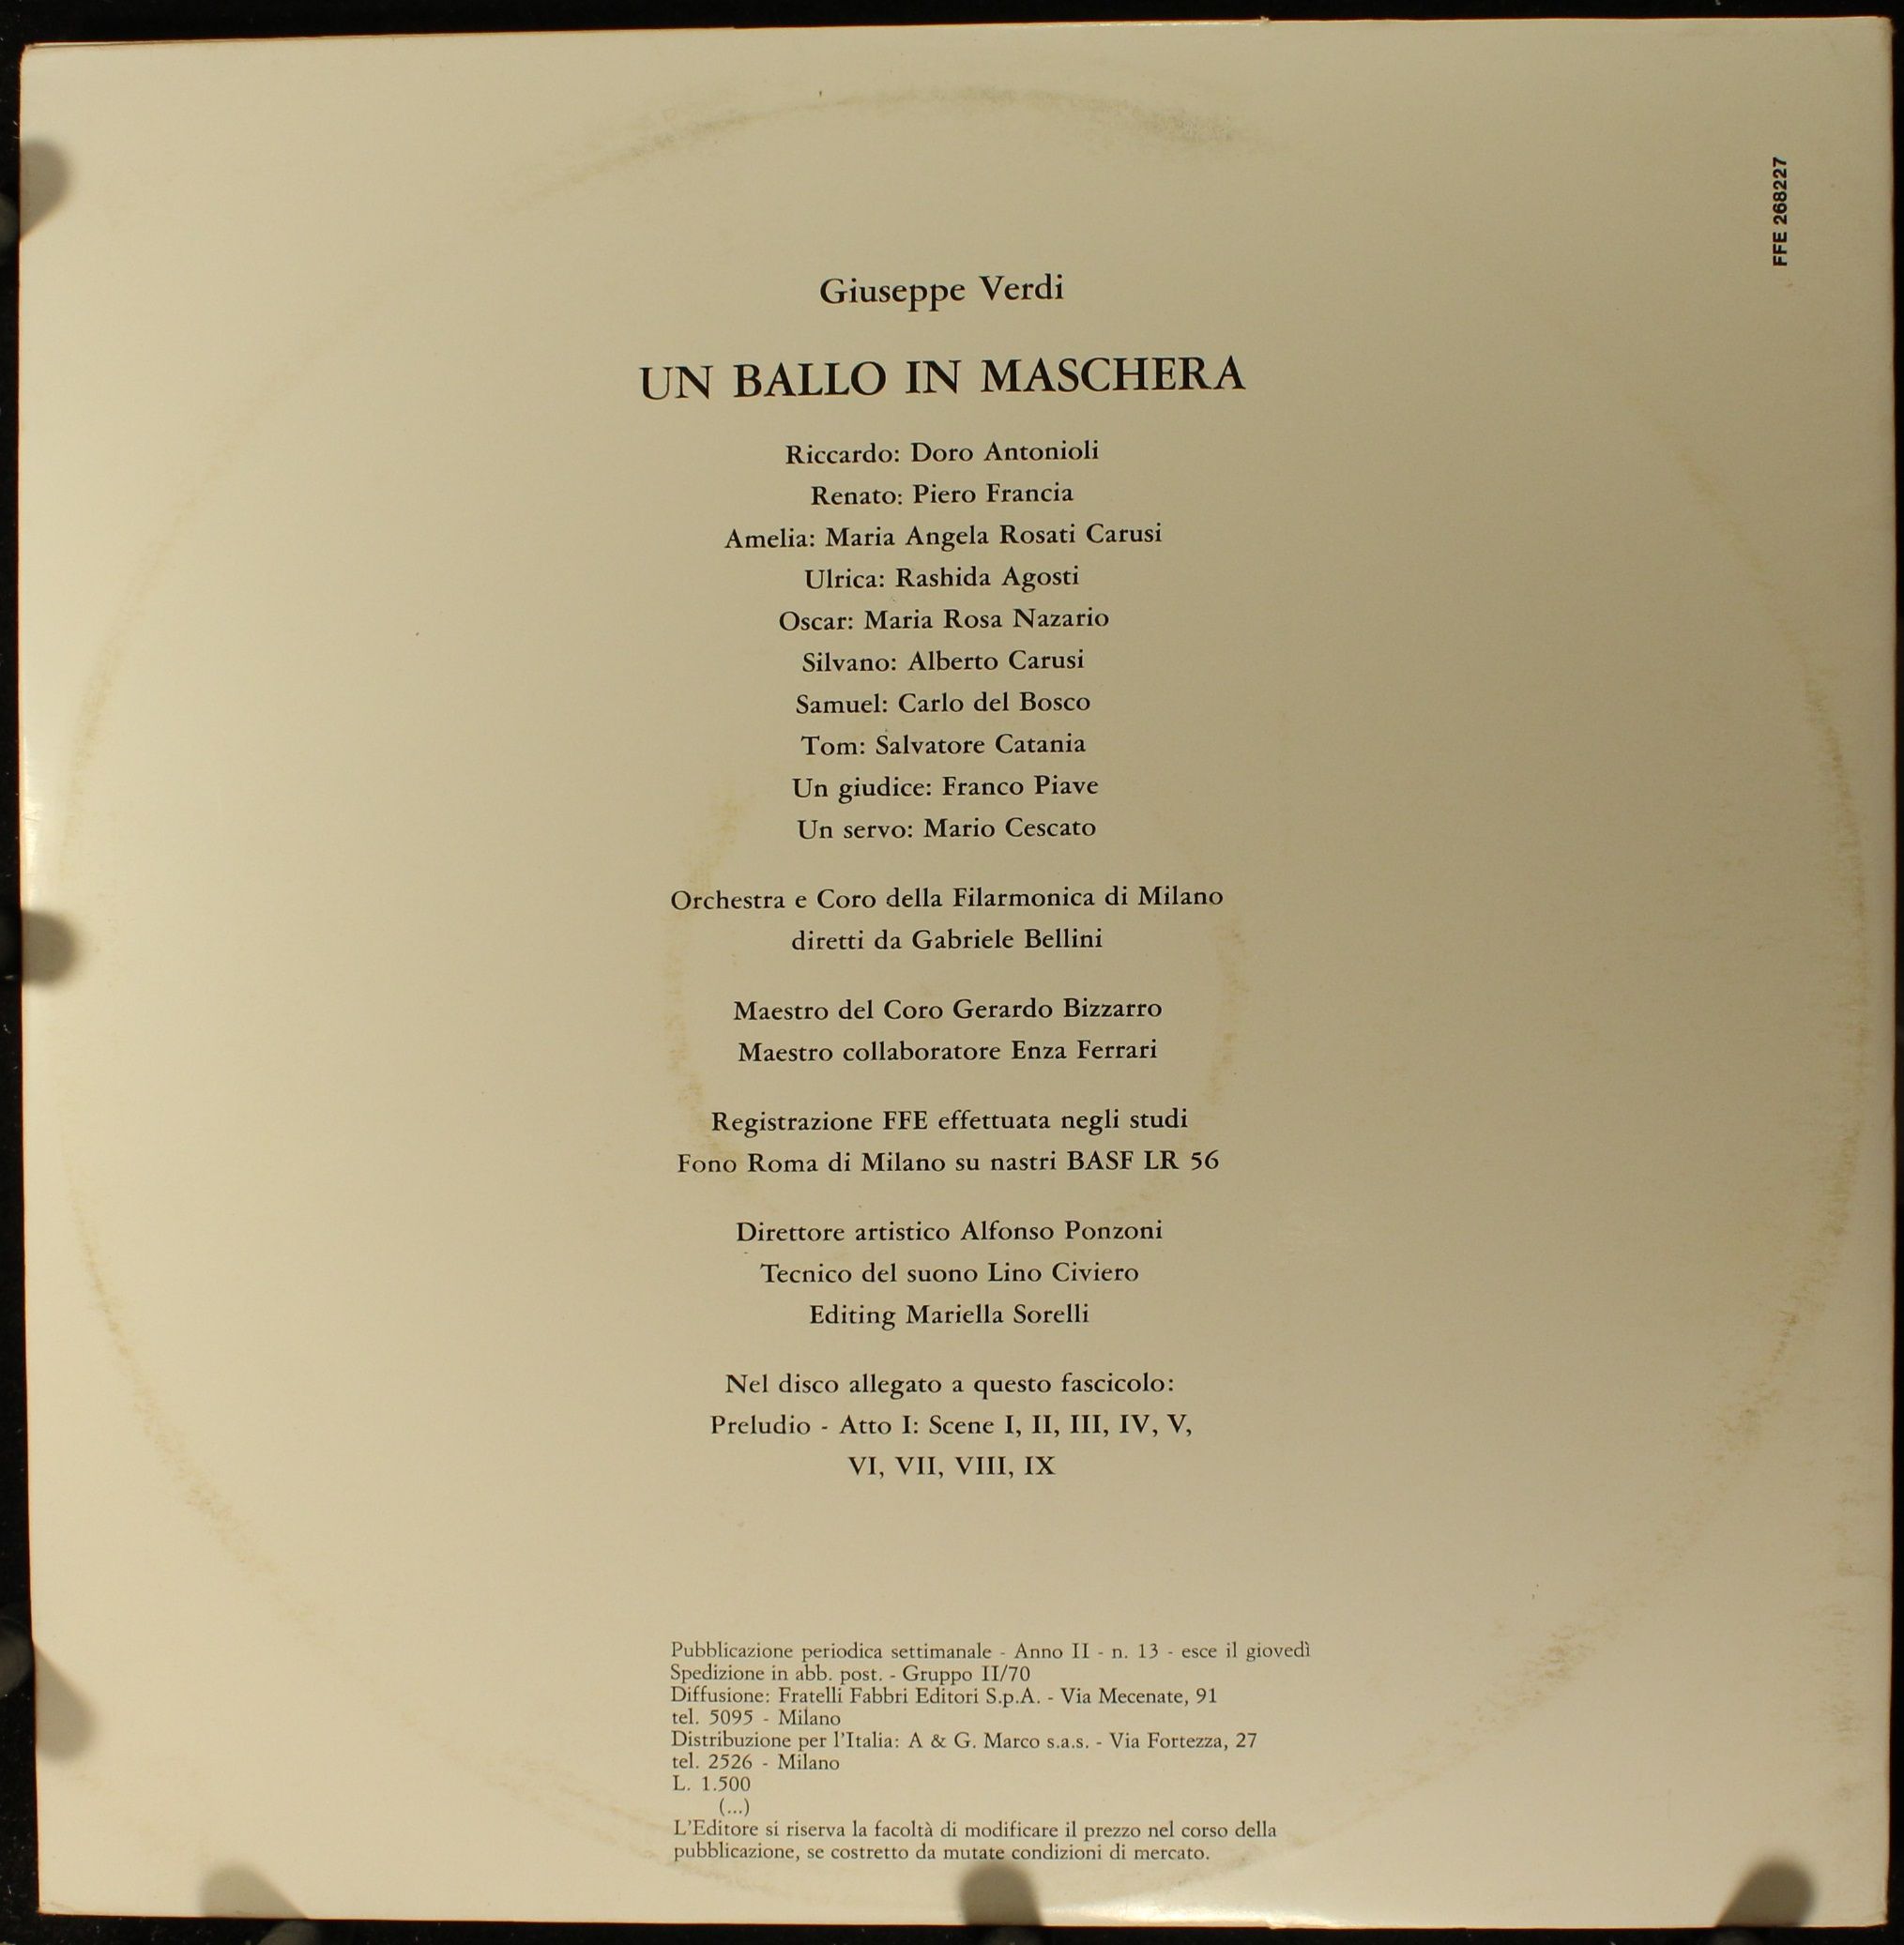 FFE 268227
Giuseppe Verdi
UN BALLO IN MASCHERA
Riccardo: Doro Antonioli
Renato: Piero Francia
Amelia: Maria Angela Rosati Carusi
Ulrica: Rashida Agosti
Oscar: Maria Rosa Nazario
Silvano: Alberto Carusi
Samuel: Carlo del Bosco
Tom: Salvatore Catania
Un giudice: Franco Piave
Un servo: Mario Cescato
Orchestra e Coro della Filarmonica di Milano
diretti da Gabriele Bellini
Maestro del Coro Gerardo Bizzarro
Maestro collaboratore Enza Ferrari
Registrazione FFE effettuata negli studi
Fono Roma di Milano su nastri BASF LR 56
Direttore artistico Alfonso Ponzoni
Tecnico del suono Lino Civiero
Editing Mariella Sorelli
Nel disco allegato a questo fascicolo:
Preludio - Atto I: Scene I, II, III, IV, V,
VI, VII, VIII, IX
Pubblicazione periodica settimanale - Anno II - n. 13 - esce il giovedì
Spedizione in abb. post. - Gruppo II/70
Diffusione: Fratelli Fabbri Editori S.p.A. - Via Mecenate, 91
tel. 5095 - Milano
Distribuzione per l'Italia: A & G. Marco s.a.s. - Via Fortezza, 27
tel. 2526 - Milano
L. 1.500
(...)
L'Editore si riserva la facoltà di modificare il prezzo nel corso della
pubblicazione, se costretto da mutate condizioni di mercato.